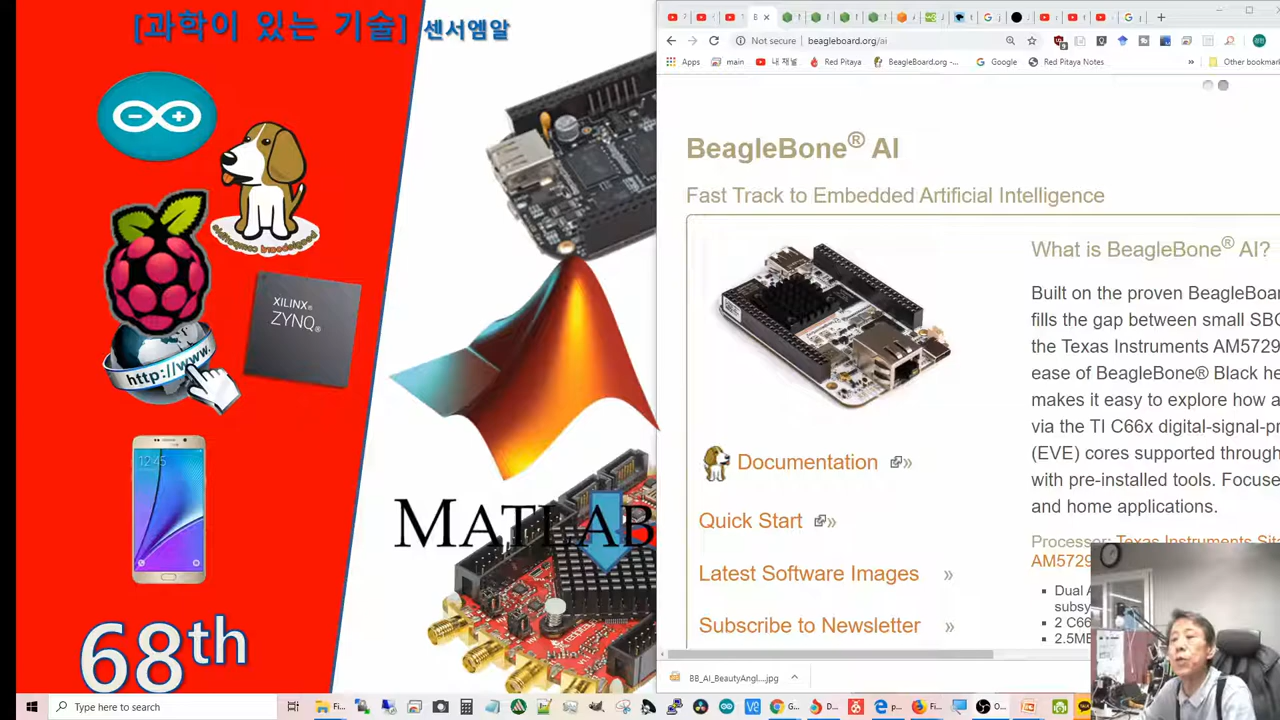 [과학이 있는 기술] 센서엠알
XILINX®
ZYNQ®
http://www.
12:45
MATLAB
68th
Not secure | beagleboard.org/ai
Apps
main
내 채널
Red Pitaya
BeagleBoard.org -...
Google
Red Pitaya Notes
Other bookmar
BeagleBone® AI
Fast Track to Embedded Artificial Intelligence
What is BeagleBone® AI?
Built on the proven BeagleBoar
fills the gap between small SBC
the Texas Instruments AM5729
ease of BeagleBone® Black he
makes it easy to explore how a
via the TI C66x digital-signal-pr
(EVE) cores supported through
with pre-installed tools. Focuse
and home applications.
Documentation
Quick Start
Latest Software Images
Subscribe to Newsletter
Processor: Texas Instruments Sita
AM5729
Dual A
subsy
2 C66
2.5ME
BB_AI_BeautyAngl....jpg
Type here to search